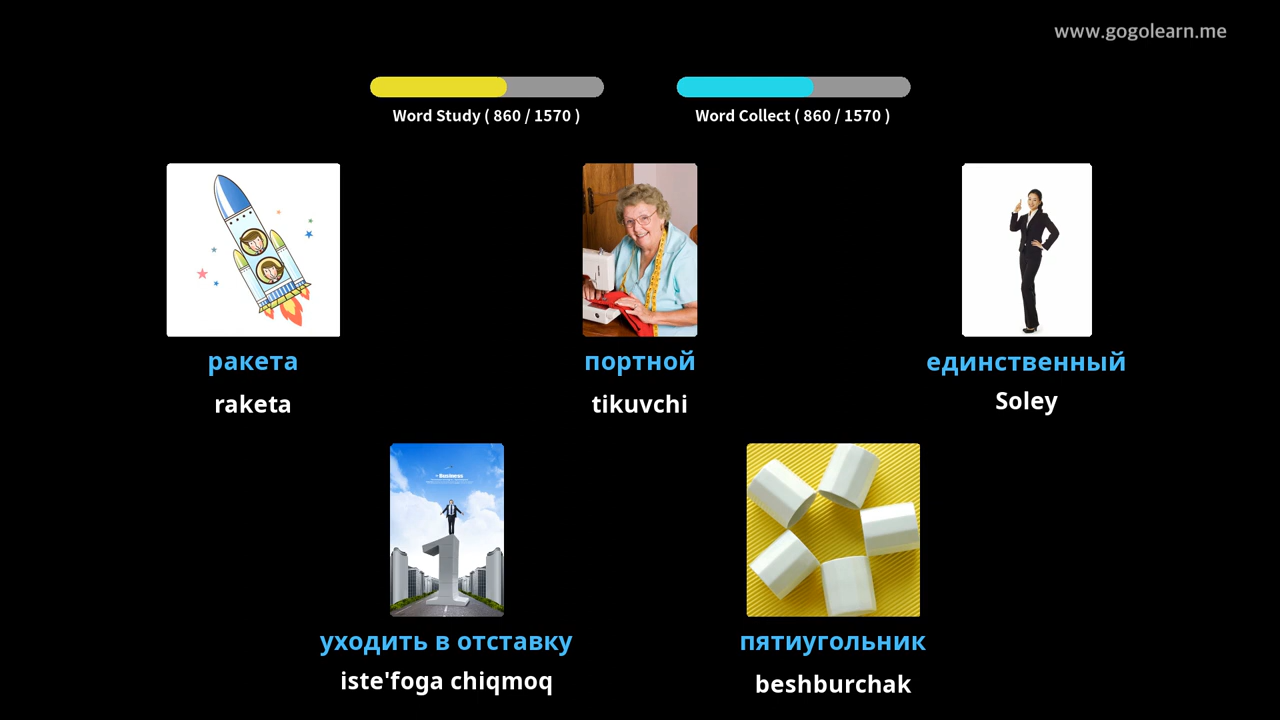 www.gogolearn.me
Word Study ( 860 / 1570 )
Word Collect ( 860 / 1570 )
ракета
портной
единственный
raketa
tikuvchi
Soley
Business
уходить в отставку
пятиугольник
iste'foga chiqmoq
beshburchak